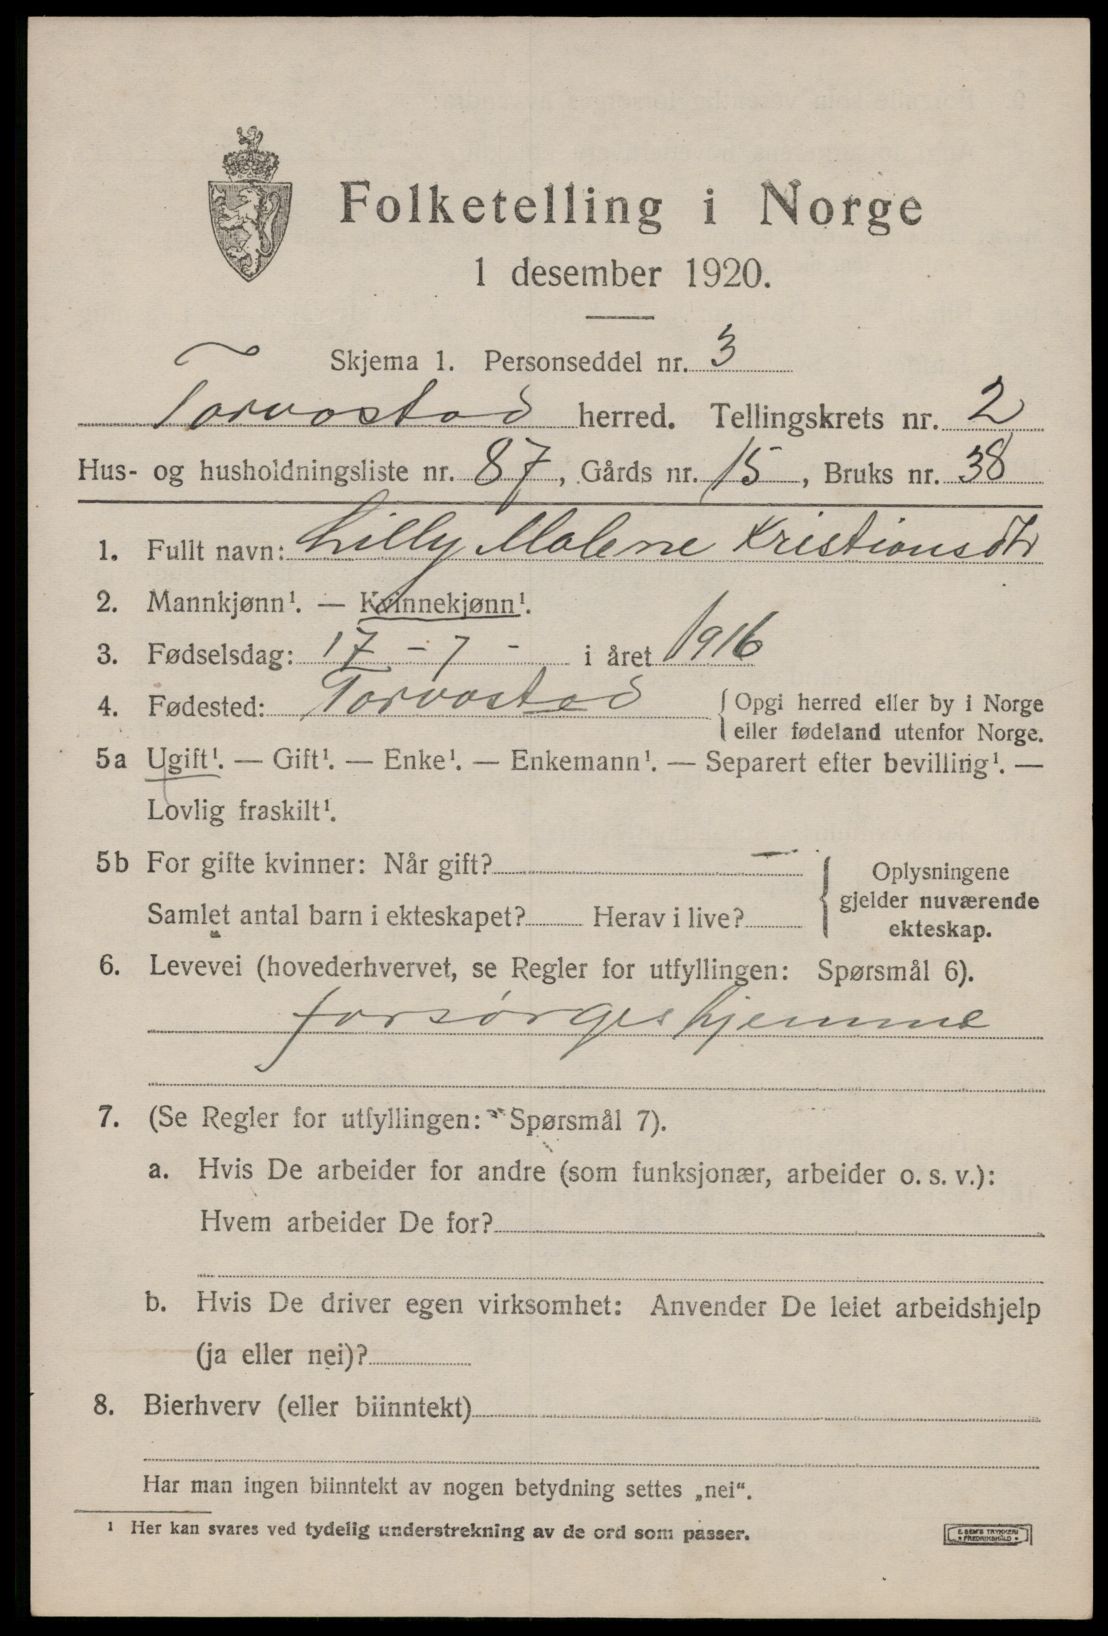 Folketelling i Norge
1 desember 1920.
Skjema 1. Personseddel nr. 3
Torvastad herred. Tellingskrets nr. 2
Hus- og husholdningsliste nr. 87, Gårds nr. 15, Bruks nr. 38
1. Fullt navn: Lilly Malene Kristiansdtr
2. Mannkjønn¹. — Kvinnekjønn¹.
3. Fødselsdag: 17 - 7 - i året 1916
4. Fødested: Torvastad {Opgi herred eller by i Norge
eller fødeland utenfor Norge.
5a Ugift¹. — Gift¹. — Enke¹. — Enkemann¹. — Separert efter bevilling¹. —
Lovlig fraskilt¹.
5b For gifte kvinner: Når gift? —
Samlet antal barn i ekteskapet? Herav i live?
{Oplysningene
gjelder nuværende
ekteskap.
6. Levevei (hovederhvervet, se Regler for utfyllingen: Spørsmål 6).
forsørges hjemme
7. (Se Regler for utfyllingen: Spørsmål 7).
a. Hvis De arbeider for andre (som funksjonær, arbeider o. s. v.):
Hvem arbeider De for?
b. Hvis De driver egen virksomhet: Anvender De leiet arbeidshjelp
(ja eller nei)?
8. Bierhverv (eller biinntekt)
Har man ingen biinntekt av nogen betydning settes „nei“.
¹ Her kan svares ved tydelig understrekning av de ord som passer.
E. SEM'S TRYKKERI
• FREDRIKSHALD •